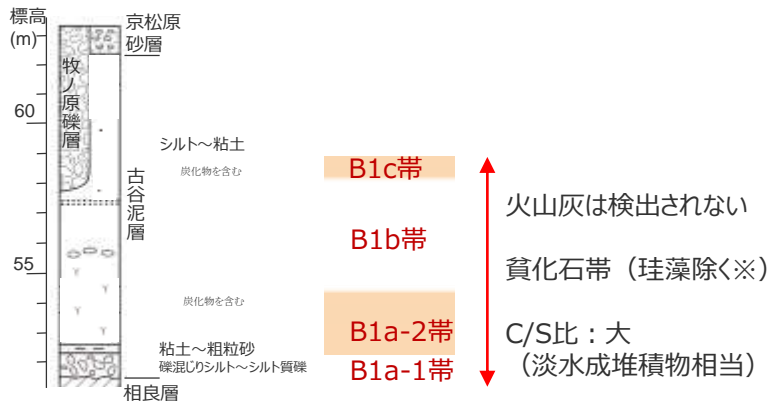 標高
(m)
京松原
砂層
牧ノ原礫層
60
シルト～粘土
炭化物を含む
古谷泥層
55
炭化物を含む
粘土～粗粒砂
礫混じりシルト～シルト質礫
相良層
B1c帯
B1b帯
B1a-2帯
B1a-1帯
火山灰は検出されない
貧化石帯（珪藻除く※）
C/S比：大
（淡水成堆積物相当）